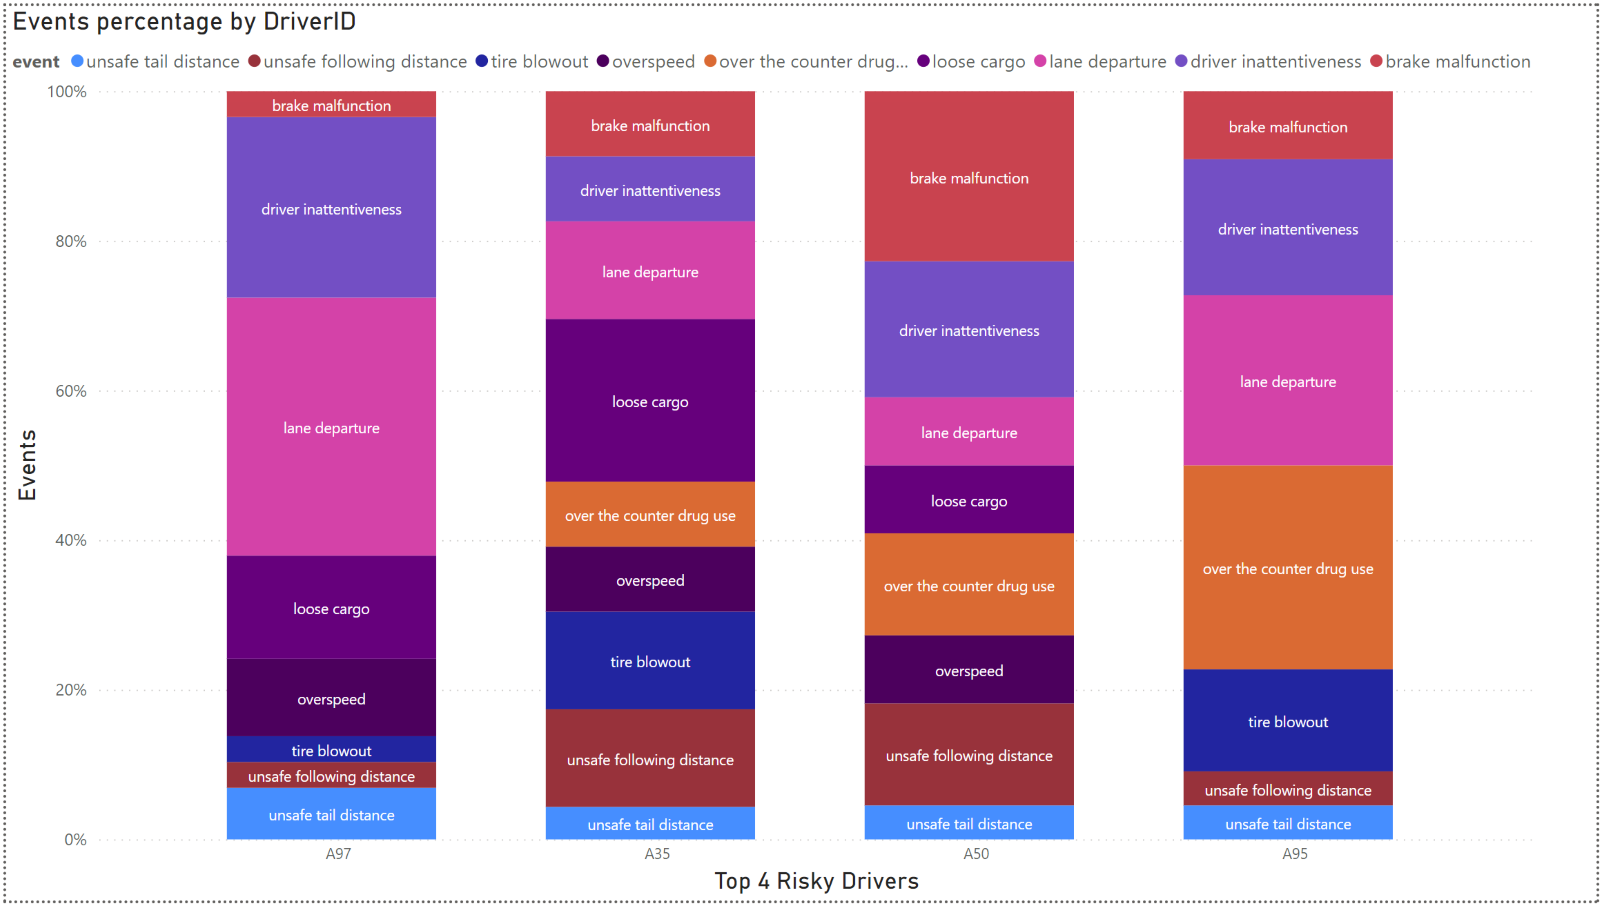 Events percentage by DriverID
event unsafe tail distance unsafe following distance tire blowout overspeed over the counter drug... loose cargo lane departure driver inattentiveness brake malfunction
100%
80%
60%
40%
20%
0%
Events
brake malfunction
driver inattentiveness
lane departure
loose cargo
overspeed
tire blowout
unsafe following distance
unsafe tail distance
A97
brake malfunction
driver inattentiveness
lane departure
loose cargo
over the counter drug use
overspeed
tire blowout
unsafe following distance
unsafe tail distance
A35
brake malfunction
driver inattentiveness
lane departure
loose cargo
over the counter drug use
overspeed
unsafe following distance
unsafe tail distance
A50
brake malfunction
driver inattentiveness
lane departure
over the counter drug use
tire blowout
unsafe following distance
unsafe tail distance
A95
Top 4 Risky Drivers